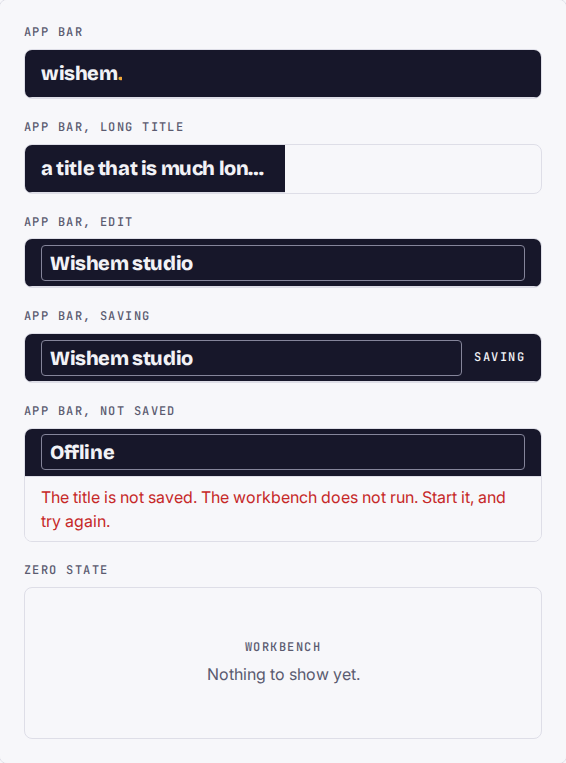 APP BAR
wishem.
APP BAR, LONG TITLE
a title that is much lon...
APP BAR, EDIT
Wishem studio
APP BAR, SAVING
Wishem studio
SAVING
APP BAR, NOT SAVED
Offline
The title is not saved. The workbench does not run. Start it, and
try again.
ZERO STATE
WORKBENCH
Nothing to show yet.